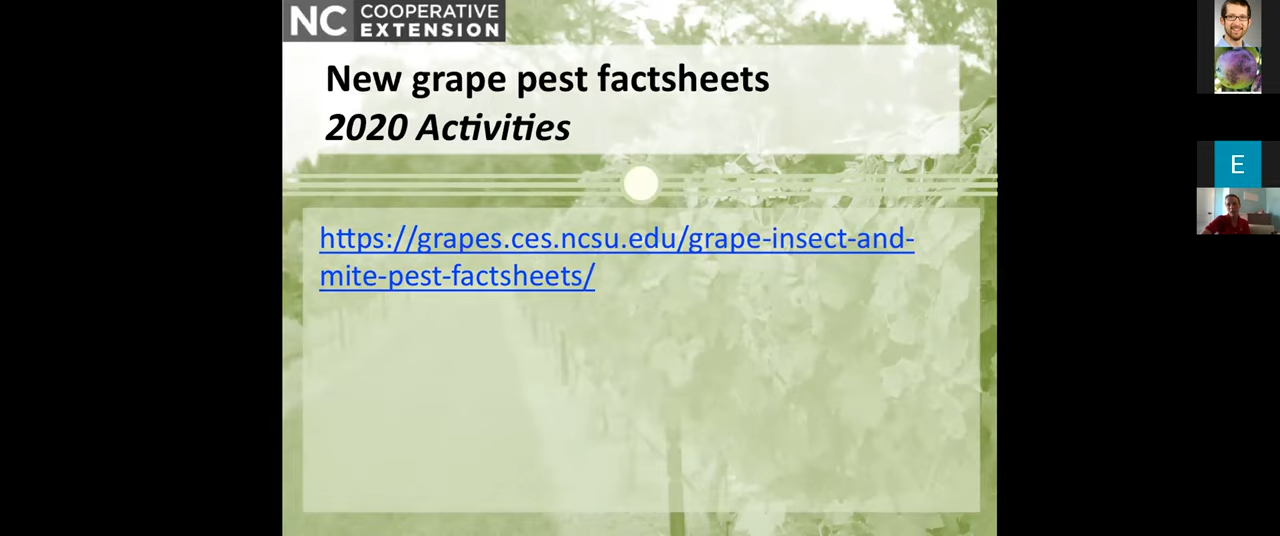 NC COOPERATIVE
EXTENSION
New grape pest factsheets
2020 Activities
https://grapes.ces.ncsu.edu/grape-insect-and-
mite-pest-factsheets/
E